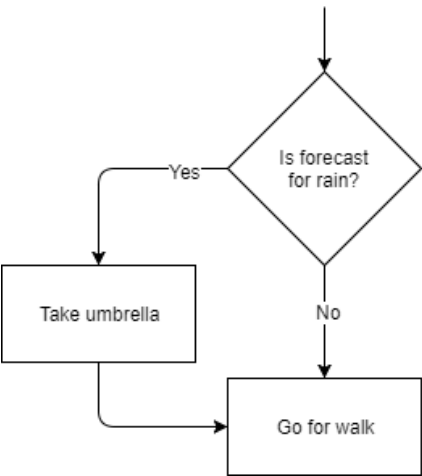 Is forecast
for rain?
Yes
Take umbrella
No
Go for walk